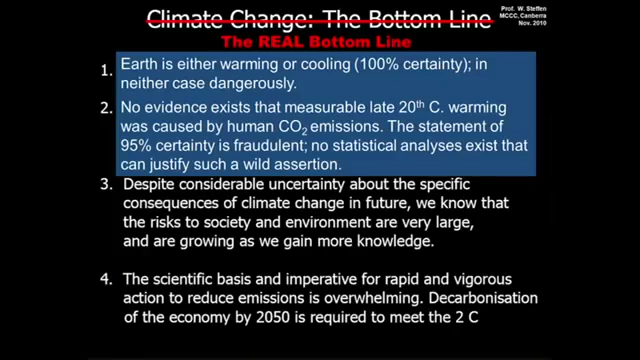 Climate Change: The Bottom Line
Prof. W. Steffen
MCCC, Canberra
Nov. 2010
The REAL Bottom Line
1. Earth is either warming or cooling (100% certainty); in
neither case dangerously.
2. No evidence exists that measurable late 20th C. warming
was caused by human CO2 emissions. The statement of
95% certainty is fraudulent; no statistical analyses exist that
can justify such a wild assertion.
3. Despite considerable uncertainty about the specific
consequences of climate change in future, we know that
the risks to society and environment are very large,
and are growing as we gain more knowledge.
4. The scientific basis and imperative for rapid and vigorous
action to reduce emissions is overwhelming. Decarbonisation
of the economy by 2050 is required to meet the 2 C